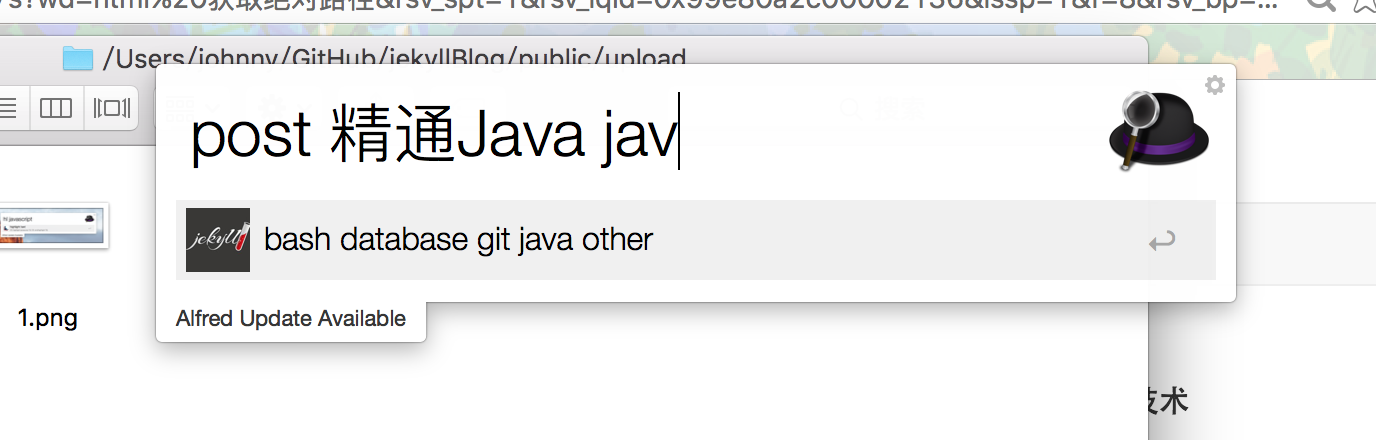 /s?wd=html%20获取绝对路径&rsv_spt=1&rsv_iqid=0x99e80a2c00002136&issp=1&f=8&rsv_bp=...
/Users/johnny/GitHub/jekyllBlog/public/upload
post 精通Java jav
jekyll
bash database git java other
1.png
Alfred Update Available
技术